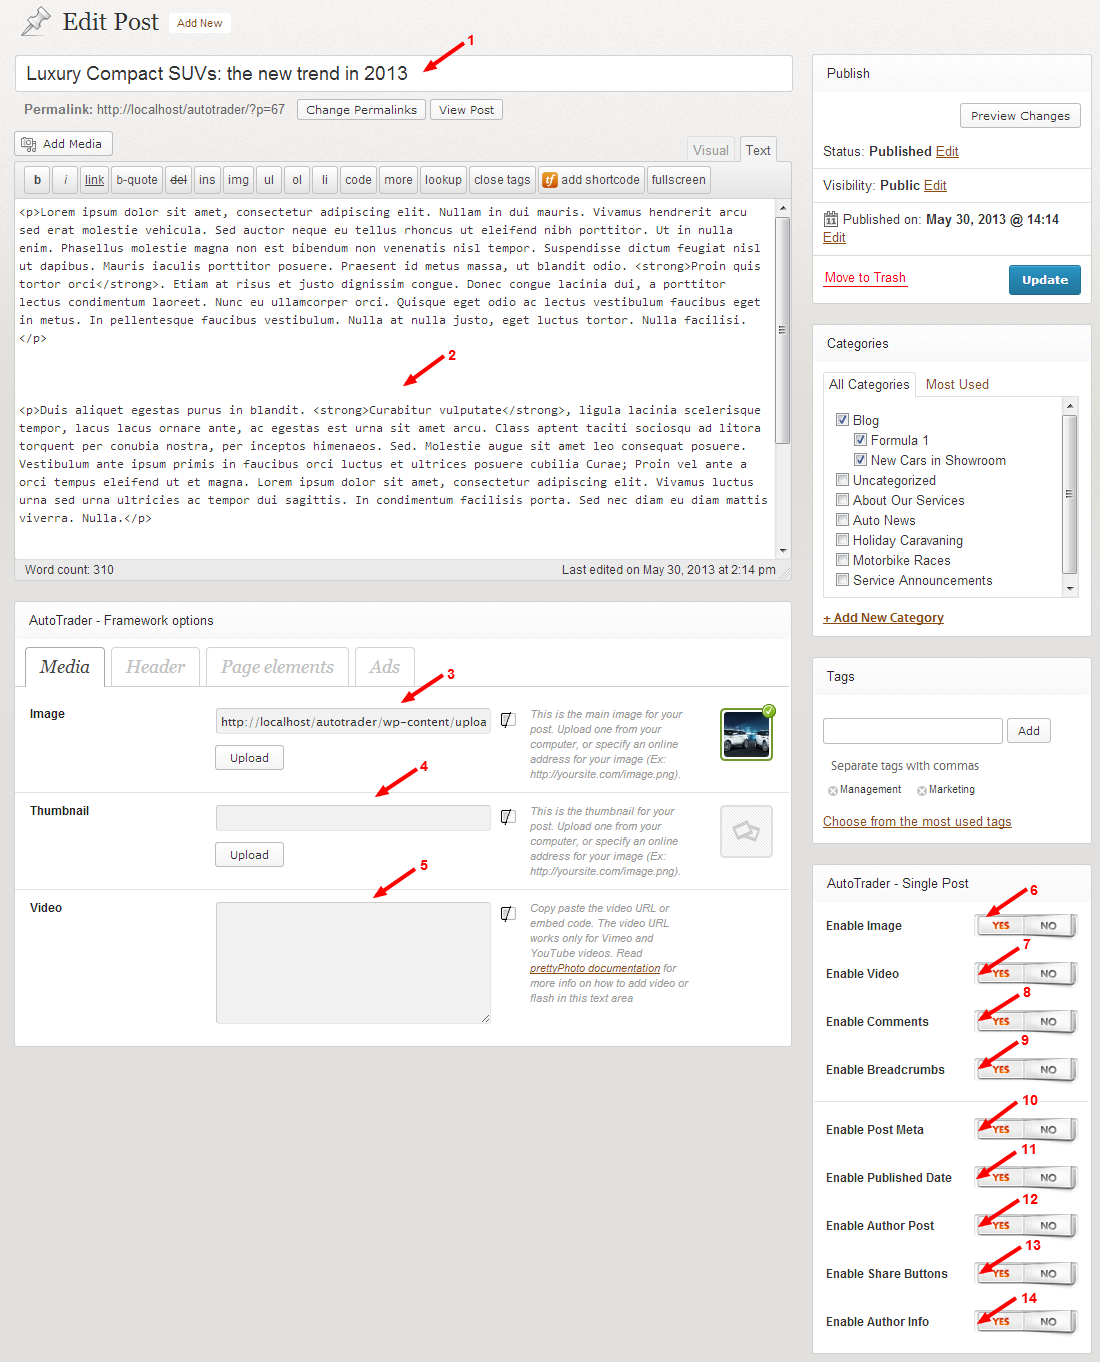 Edit Post Add New
1
Luxury Compact SUVs: the new trend in 2013
Permalink: http://localhost/autotrader/?p=67 Change Permalinks View Post
Add Media
Visual Text
b i link b-quote del ins img ul ol li code more lookup close tags tf add shortcode fullscreen
<p>Lorem ipsum dolor sit amet, consectetur adipiscing elit. Nullam in dui mauris. Vivamus hendrerit arcu
sed erat molestie vehicula. Sed auctor neque eu tellus rhoncus ut eleifend nibh porttitor. Ut in nulla
enim. Phasellus molestie magna non est bibendum non venenatis nisl tempor. Suspendisse dictum feugiat nisl
ut dapibus. Mauris iaculis porttitor posuere. Praesent id metus massa, ut blandit odio. <strong>Proin quis
tortor orci</strong>. Etiam at risus et justo dignissim congue. Donec congue lacinia dui, a porttitor
lectus condimentum laoreet. Nunc eu ullamcorper orci. Quisque eget odio ac lectus vestibulum faucibus eget
in metus. In pellentesque faucibus vestibulum. Nulla at nulla justo, eget luctus tortor. Nulla facilisi.
</p>
2
<p>Duis aliquet egestas purus in blandit. <strong>Curabitur vulputate</strong>, ligula lacinia scelerisque
tempor, lacus lacus ornare ante, ac egestas est urna sit amet arcu. Class aptent taciti sociosqu ad litora
torquent per conubia nostra, per inceptos himenaeos. Sed. Molestie augue sit amet leo consequat posuere.
Vestibulum ante ipsum primis in faucibus orci luctus et ultrices posuere cubilia Curae; Proin vel ante a
orci tempus eleifend ut et magna. Lorem ipsum dolor sit amet, consectetur adipiscing elit. Vivamus luctus
urna sed urna ultricies ac tempor dui sagittis. In condimentum facilisis porta. Sed nec diam eu diam mattis
viverra. Nulla.</p>
Word count: 310 Last edited on May 30, 2013 at 2:14 pm
AutoTrader - Framework options
Media Header Page elements Ads
3
Image
http://localhost/autotrader/wp-content/uploa
Upload
This is the main image for your
post. Upload one from your
computer, or specify an online
address for your image (Ex:
http://yoursite.com/image.png).
4
Thumbnail
Upload
This is the thumbnail for your
post. Upload one from your
computer, or specify an online
address for your image (Ex:
http://yoursite.com/image.png).
5
Video
Copy paste the video URL or
embed code. The video URL
works only for Vimeo and
YouTube videos. Read
prettyPhoto documentation for
more info on how to add video or
flash in this text area
Publish
Preview Changes
Status: Published Edit
Visibility: Public Edit
11 Published on: May 30, 2013 @ 14:14
Edit
Move to Trash Update
Categories
All Categories Most Used
Blog
Formula 1
New Cars in Showroom
Uncategorized
About Our Services
Auto News
Holiday Caravaning
Motorbike Races
Service Announcements
+ Add New Category
Tags
Add
Separate tags with commas
Management Marketing
Choose from the most used tags
AutoTrader - Single Post
6
Enable Image YES NO
7
Enable Video YES NO
8
Enable Comments YES NO
9
Enable Breadcrumbs YES NO
10
Enable Post Meta YES NO
11
Enable Published Date YES NO
12
Enable Author Post YES NO
13
Enable Share Buttons YES NO
14
Enable Author Info YES NO